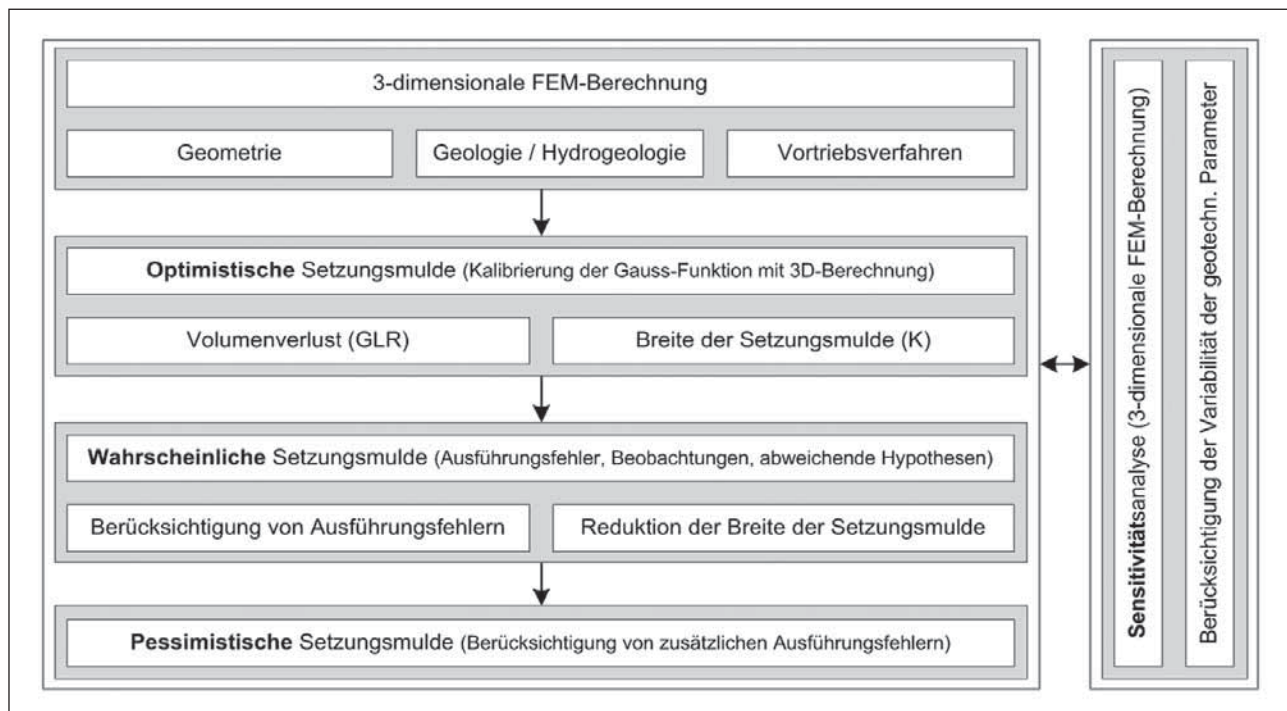 3-dimensionale FEM-Berechnung
Geometrie
Geologie / Hydrogeologie
Vortriebsverfahren
Optimistische Setzungsmulde (Kalibrierung der Gauss-Funktion mit 3D-Berechnung)
Volumenverlust (GLR)
Breite der Setzungsmulde (K)
Wahrscheinliche Setzungsmulde (Ausführungsfehler, Beobachtungen, abweichende Hypothesen)
Berücksichtigung von Ausführungsfehlern
Reduktion der Breite der Setzungsmulde
Pessimistische Setzungsmulde (Berücksichtigung von zusätzlichen Ausführungsfehlern)
Sensitivitätsanalyse (3-dimensionale FEM-Berechnung)
Berücksichtigung der Variabilität der geotechn. Parameter